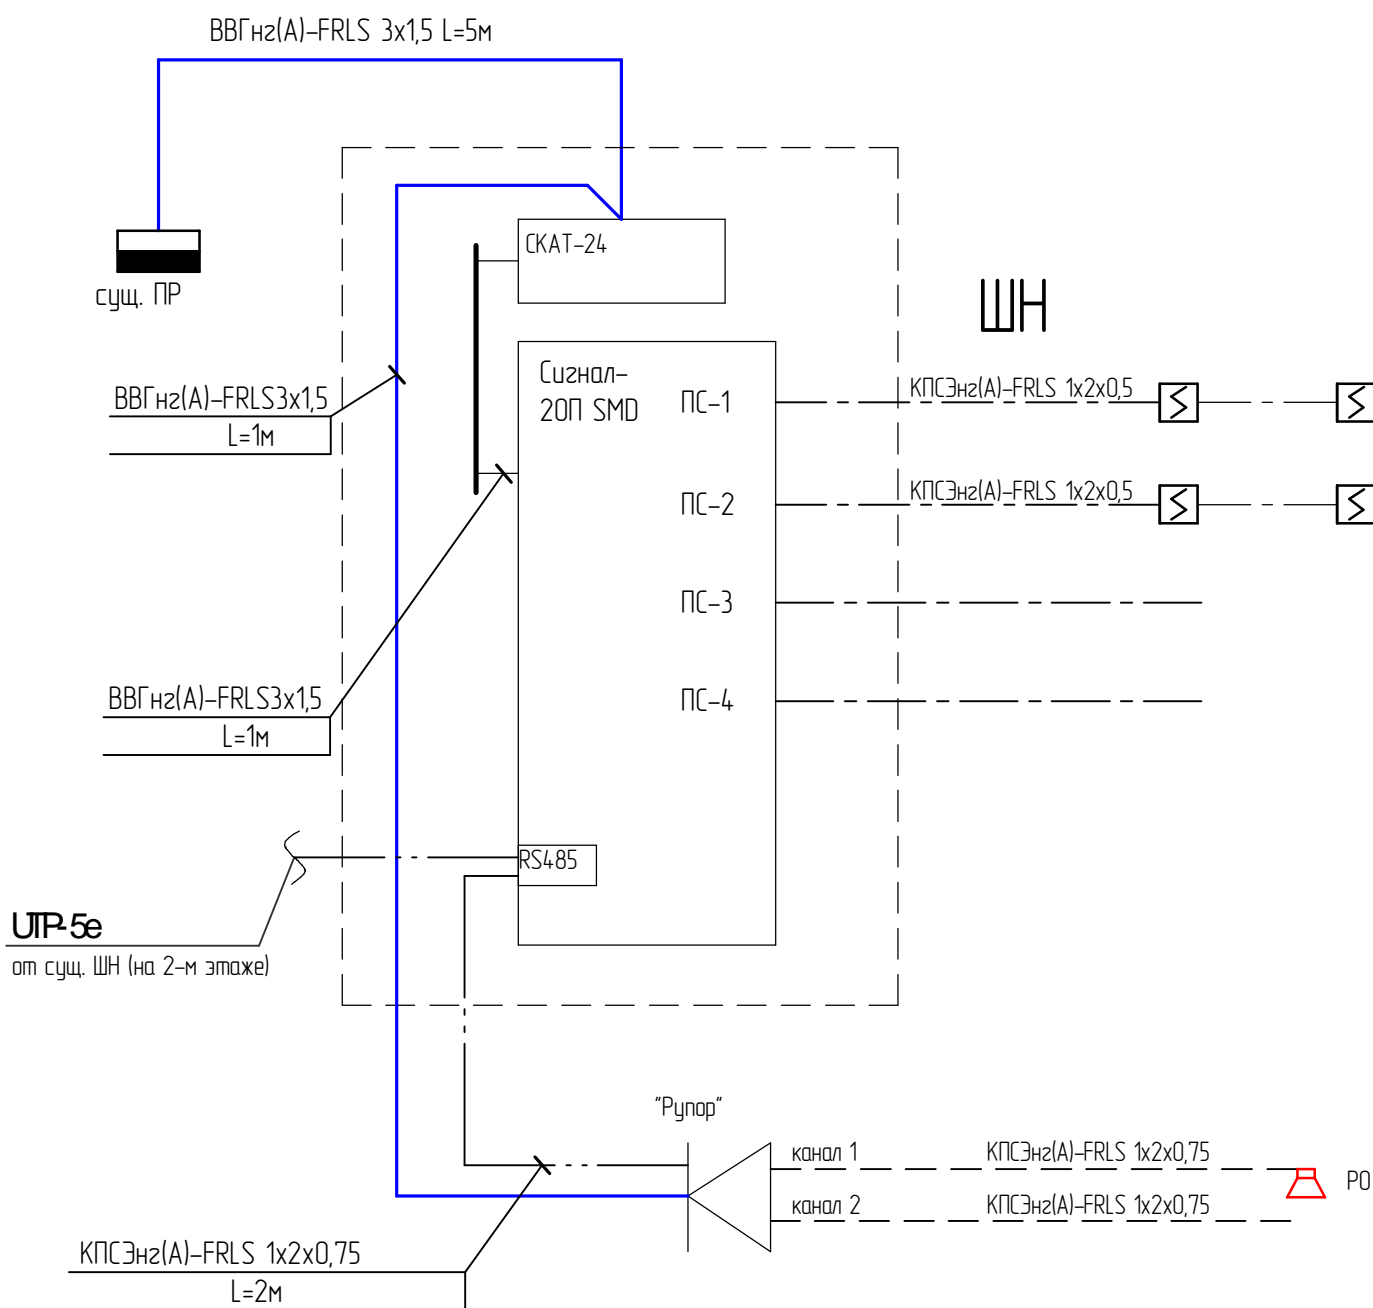 ВВГнг(А)-FRLS 3х1,5 L=5м
СКАТ-24
сущ. ПР
ШН
Сигнал-
20П SMD
ПС-1
КПСЭнг(А)-FRLS 1х2х0,5
ВВГнг(А)-FRLS3х1,5
L=1м
ПС-2
КПСЭнг(А)-FRLS 1х2х0,5
ПС-3
ВВГнг(А)-FRLS3х1,5
L=1м
ПС-4
RS485
UTP-5e
от сущ. ШН (на 2-м этаже)
"Рупор"
канал 1
КПСЭнг(А)-FRLS 1х2х0,75
РО
канал 2
КПСЭнг(А)-FRLS 1х2х0,75
КПСЭнг(А)-FRLS 1х2х0,75
L=2м